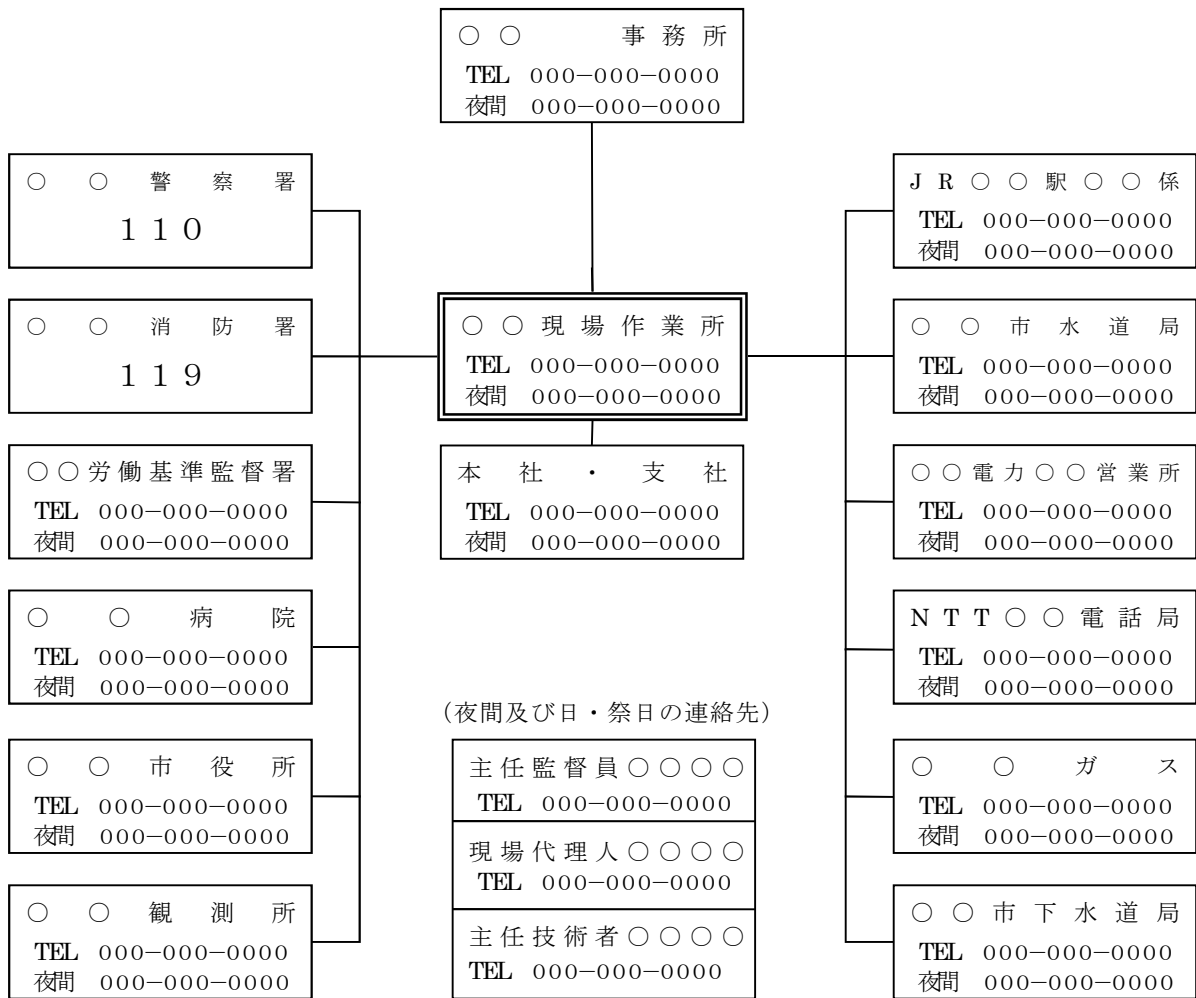 ○○　事務所
TEL 000-000-0000
夜間 000-000-0000
○○警察署
１１０
○○消防署
１１９
○○労働基準監督署
TEL 000-000-0000
夜間 000-000-0000
○○病院
TEL 000-000-0000
夜間 000-000-0000
○○市役所
TEL 000-000-0000
夜間 000-000-0000
○○観測所
TEL 000-000-0000
夜間 000-000-0000
○○現場作業所
TEL 000-000-0000
夜間 000-000-0000
本社・支社
TEL 000-000-0000
夜間 000-000-0000
(夜間及び日・祭日の連絡先)
主任監督員○○○○
TEL 000-000-0000
現場代理人○○○○
TEL 000-000-0000
主任技術者○○○○
TEL 000-000-0000
JR○○駅○○係
TEL 000-000-0000
夜間 000-000-0000
○○市水道局
TEL 000-000-0000
夜間 000-000-0000
○○電力○○営業所
TEL 000-000-0000
夜間 000-000-0000
NTT○○電話局
TEL 000-000-0000
夜間 000-000-0000
○○ガス
TEL 000-000-0000
夜間 000-000-0000
○○市下水道局
TEL 000-000-0000
夜間 000-000-0000